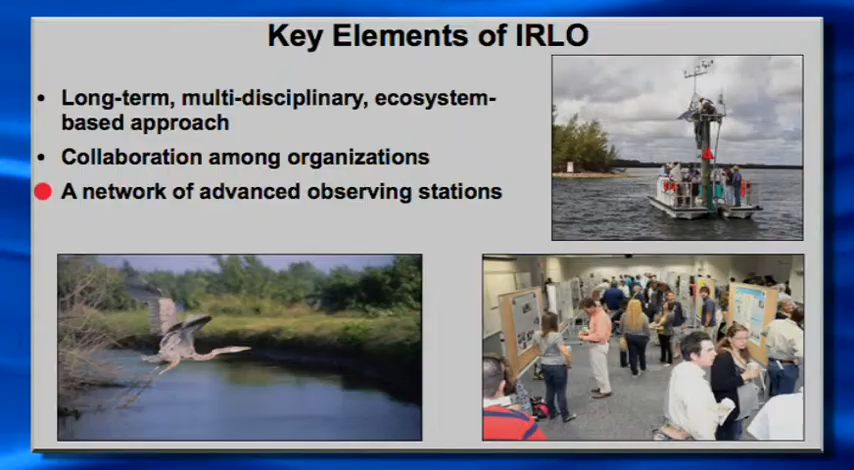 Key Elements of IRLO
• Long-term, multi-disciplinary, ecosystem-
based approach
• Collaboration among organizations
A network of advanced observing stations